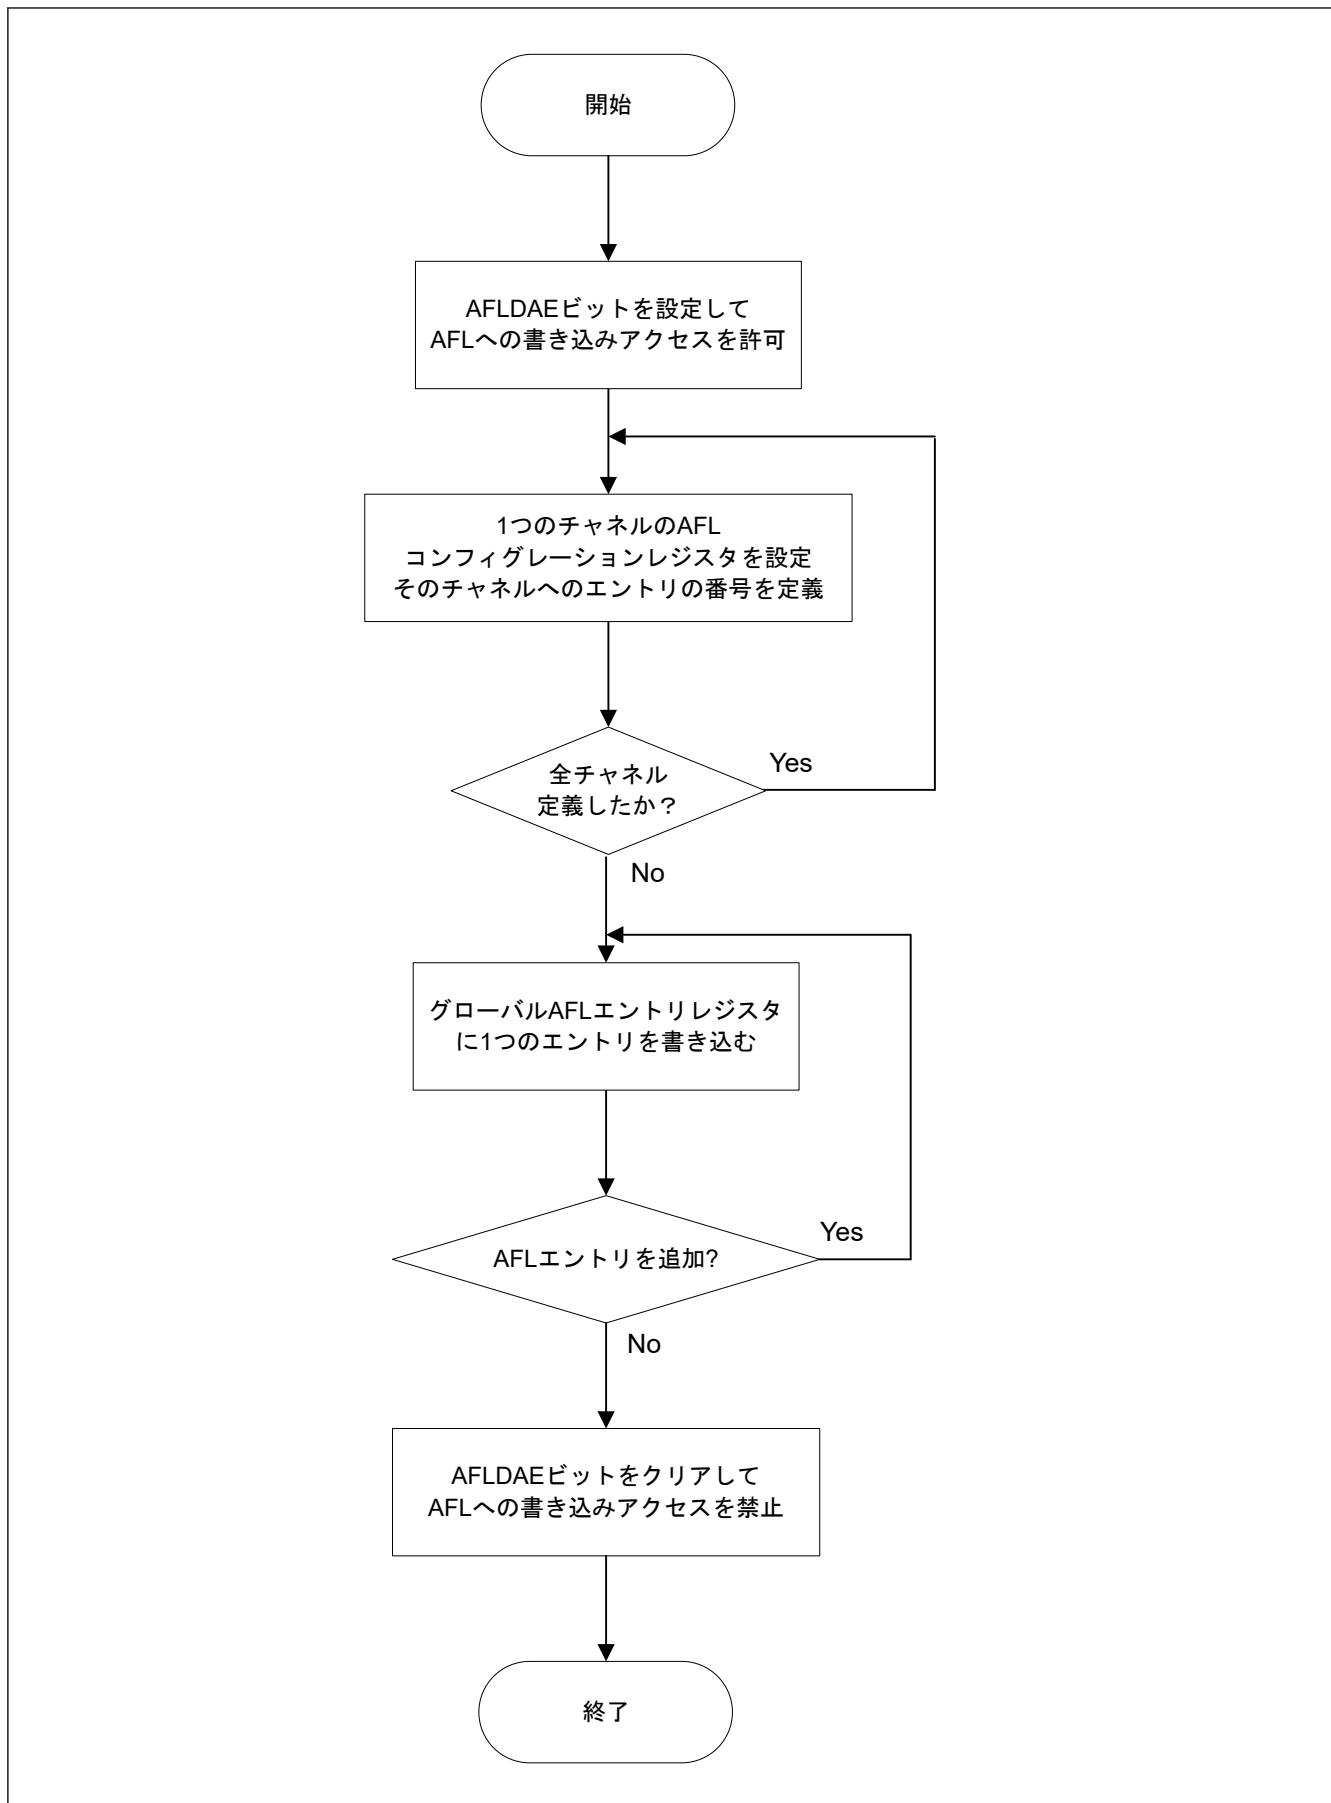 開始
AFLDAEビットを設定して
AFLへの書き込みアクセスを許可
1つのチャネルのAFL
コンフィグレーションレジスタを設定
そのチャネルへのエントリの番号を定義
全チャネル
定義したか？
Yes
No
グローバルAFLエントリレジスタ
に1つのエントリを書き込む
AFLエントリを追加?
Yes
No
AFLDAEビットをクリアして
AFLへの書き込みアクセスを禁止
終了